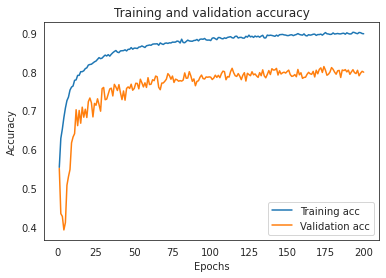 Training and validation accuracy
Accuracy
0.9
0.8
0.7
0.6
0.5
0.4
Training acc
Validation acc
0 25 50 75 100 125 150 175 200
Epochs